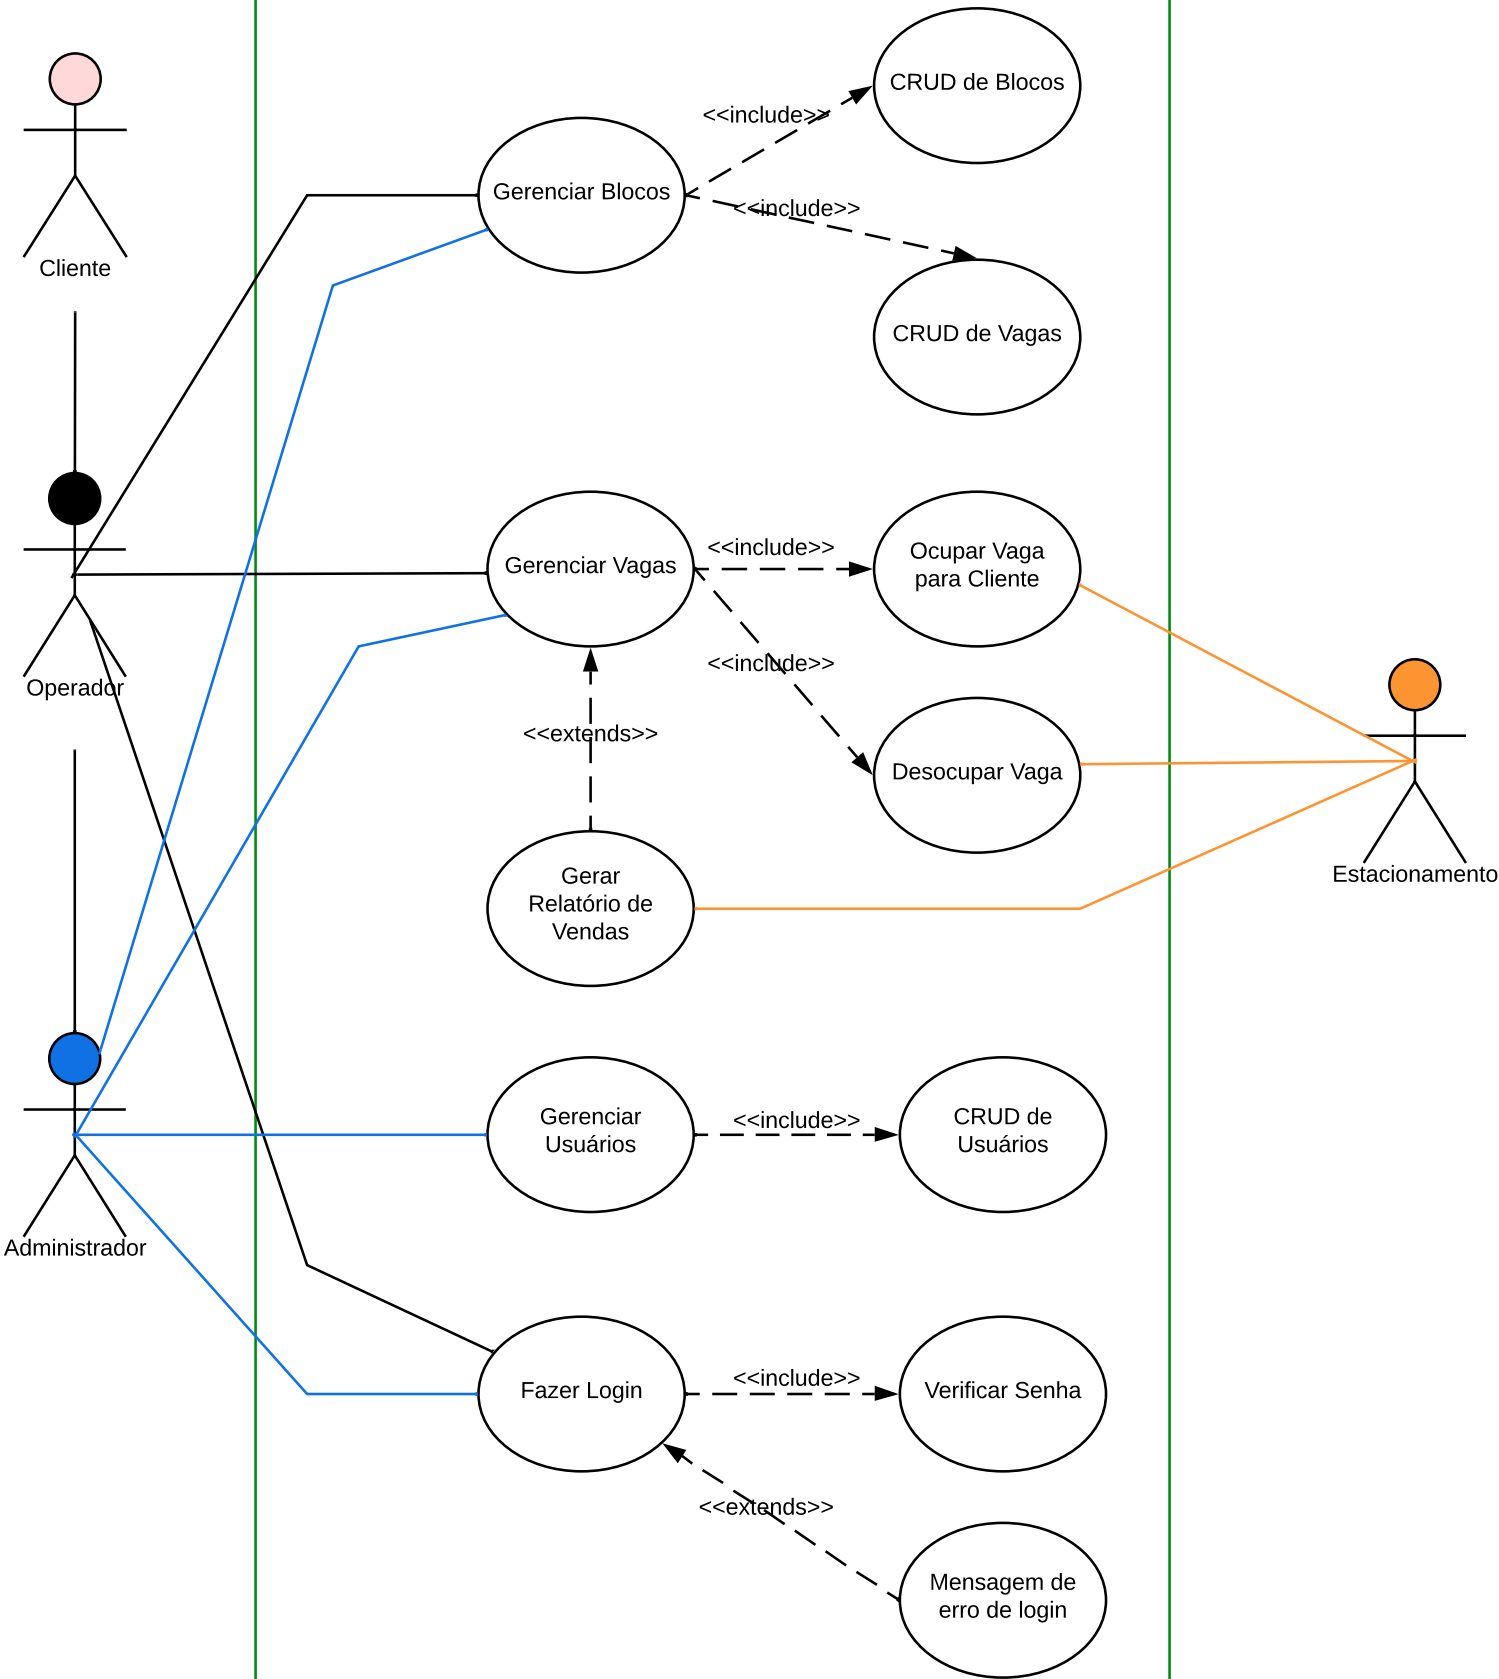 CRUD de Blocos
<<include>>
Gerenciar Blocos
<<include>>
Cliente
CRUD de Vagas
<<include>>
Ocupar Vaga
para Cliente
Gerenciar Vagas
<<include>>
Operador
<<extends>>
Desocupar Vaga
Estacionamento
Gerar
Relatório de
Vendas
Gerenciar
Usuários
<<include>>
CRUD de
Usuários
Administrador
<<include>>
Fazer Login
Verificar Senha
<<extends>>
Mensagem de
erro de login